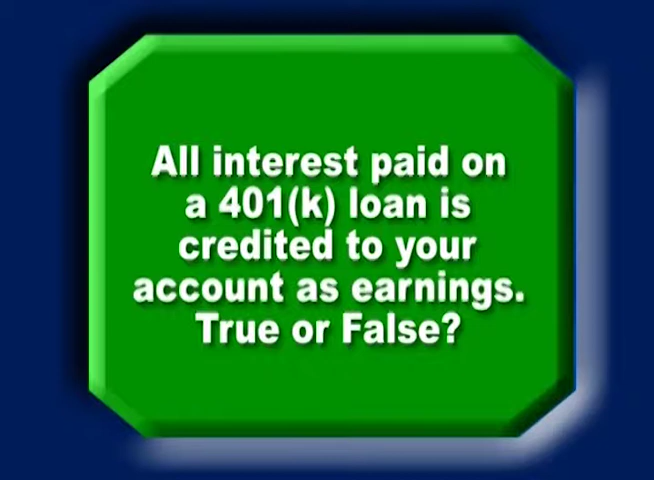 All interest paid on
a 401(k) loan is
credited to your
account as earnings.
True or False?